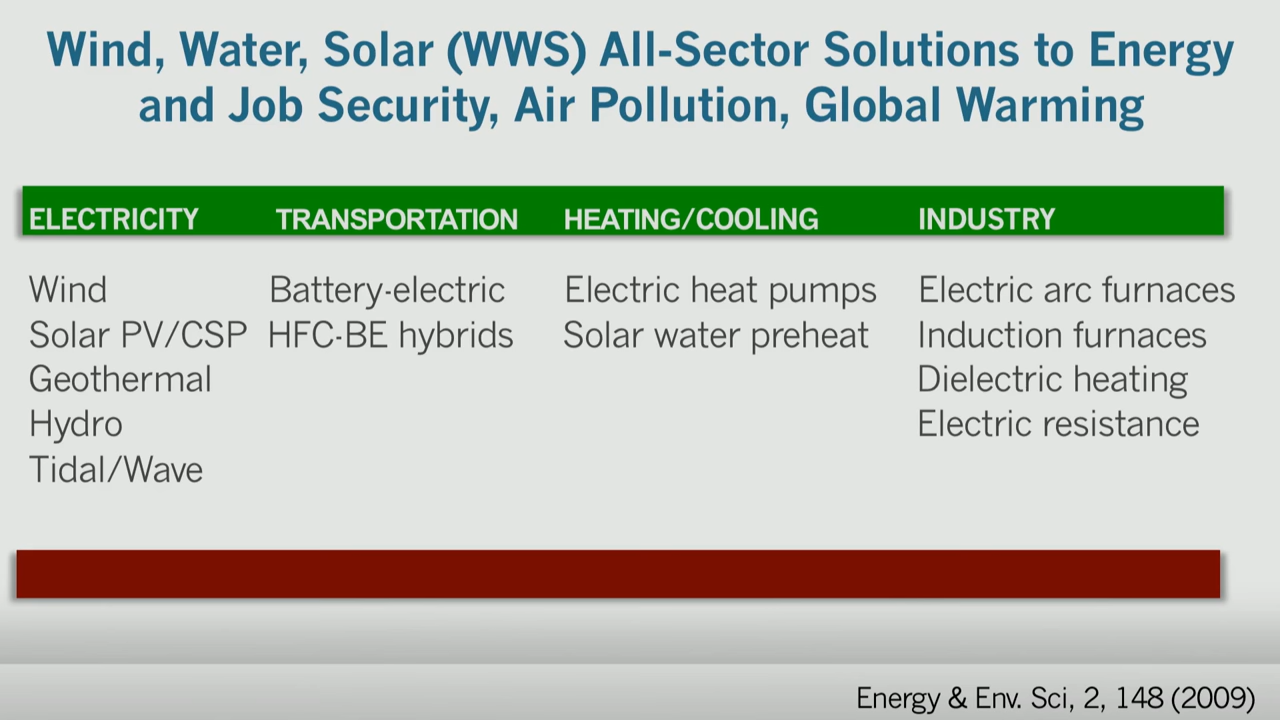 Wind, Water, Solar (WWS) All-Sector Solutions to Energy
and Job Security, Air Pollution, Global Warming
ELECTRICITY TRANSPORTATION HEATING/COOLING INDUSTRY
Wind Battery-electric Electric heat pumps Electric arc furnaces
Solar PV/CSP HFC-BE hybrids Solar water preheat Induction furnaces
Geothermal Dielectric heating
Hydro Electric resistance
Tidal/Wave
Energy & Env. Sci, 2, 148 (2009)